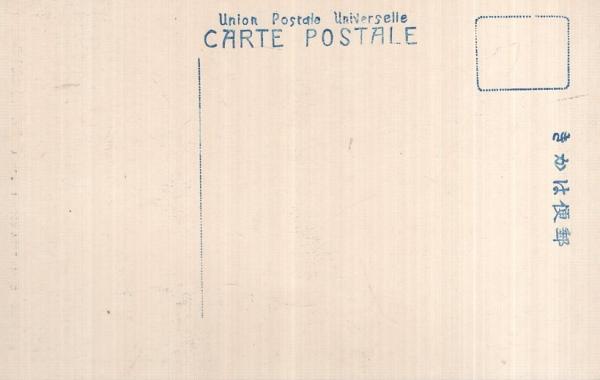 Union Postale Universelle
CARTE POSTALE
郵便はかき